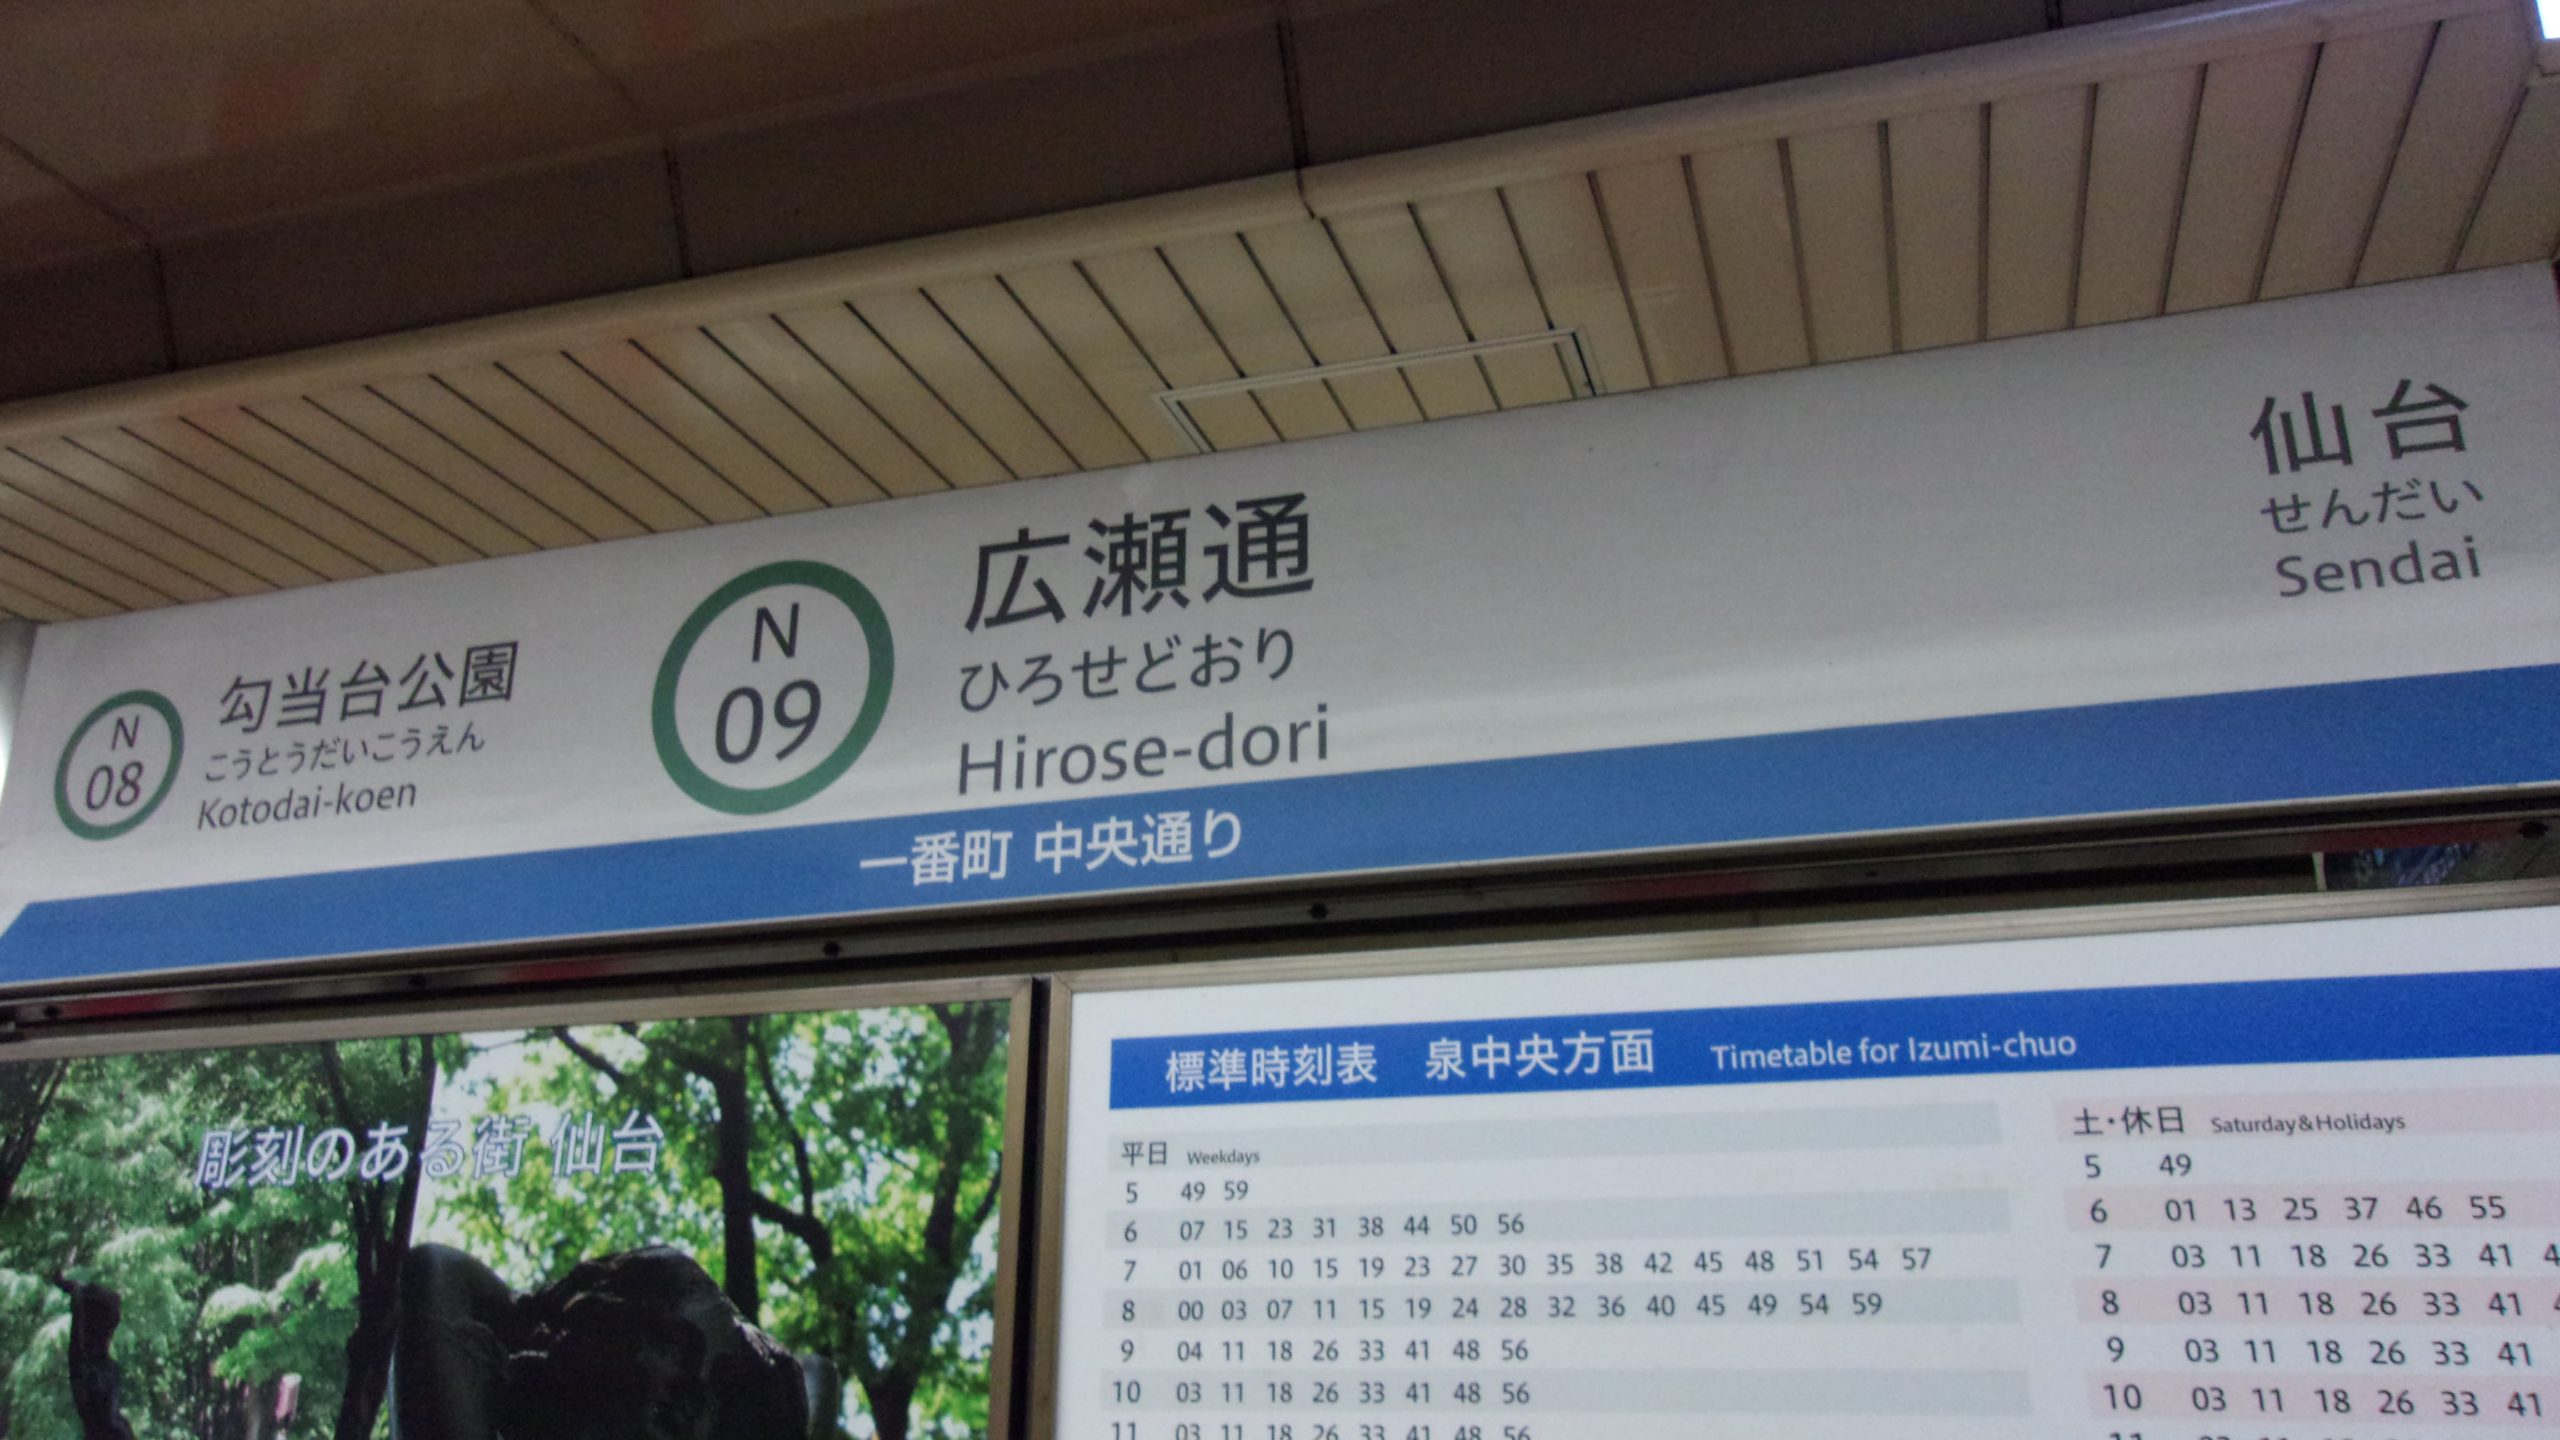 N
08
勾当台公園
こうとうだいこうえん
Kotodai-koen
N
09
広瀬通
ひろせどおり
Hirose-dori
仙台
せんだい
Sendai
一番町 中央通り
彫刻のある街 仙台
標準時刻表 泉中央方面 Timetable for Izumi-chuo
平日 Weekdays
5 49 59
6 07 15 23 31 38 44 50 56
7 01 06 10 15 19 23 27 30 35 38 42 45 48 51 54 57
8 00 03 07 11 15 19 24 28 32 36 40 45 49 54 59
9 04 11 18 26 33 41 48 56
10 03 11 18 26 33 41 48 56
11 03 11 18 26 33 41 48 56
土・休日 Saturday&Holidays
5 49
6 01 13 25 37 46 55
7 03 11 18 26 33 41
8 03 11 18 26 33 41
9 03 11 18 26 33 41
10 03 11 18 26 33 41